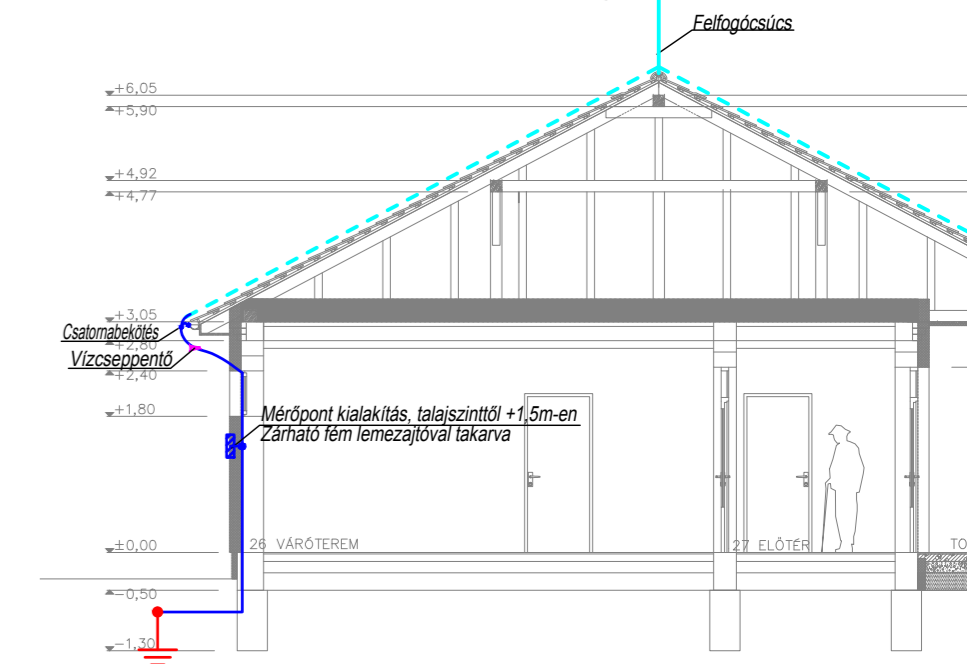 Felfogócsúcs
+6,05
+5,90
+4,92
+4,77
+3,05
Csatornabekötés
+2,80
Vízcseppentő
+2,40
+1,80
Mérőpont kialakítás, talajszinttől +1,5m-en
Zárható fém lemezajtóval takarva
±0,00
26 VÁRÓTEREM
27 ELŐTÉR
TO
-0,50
-1,30